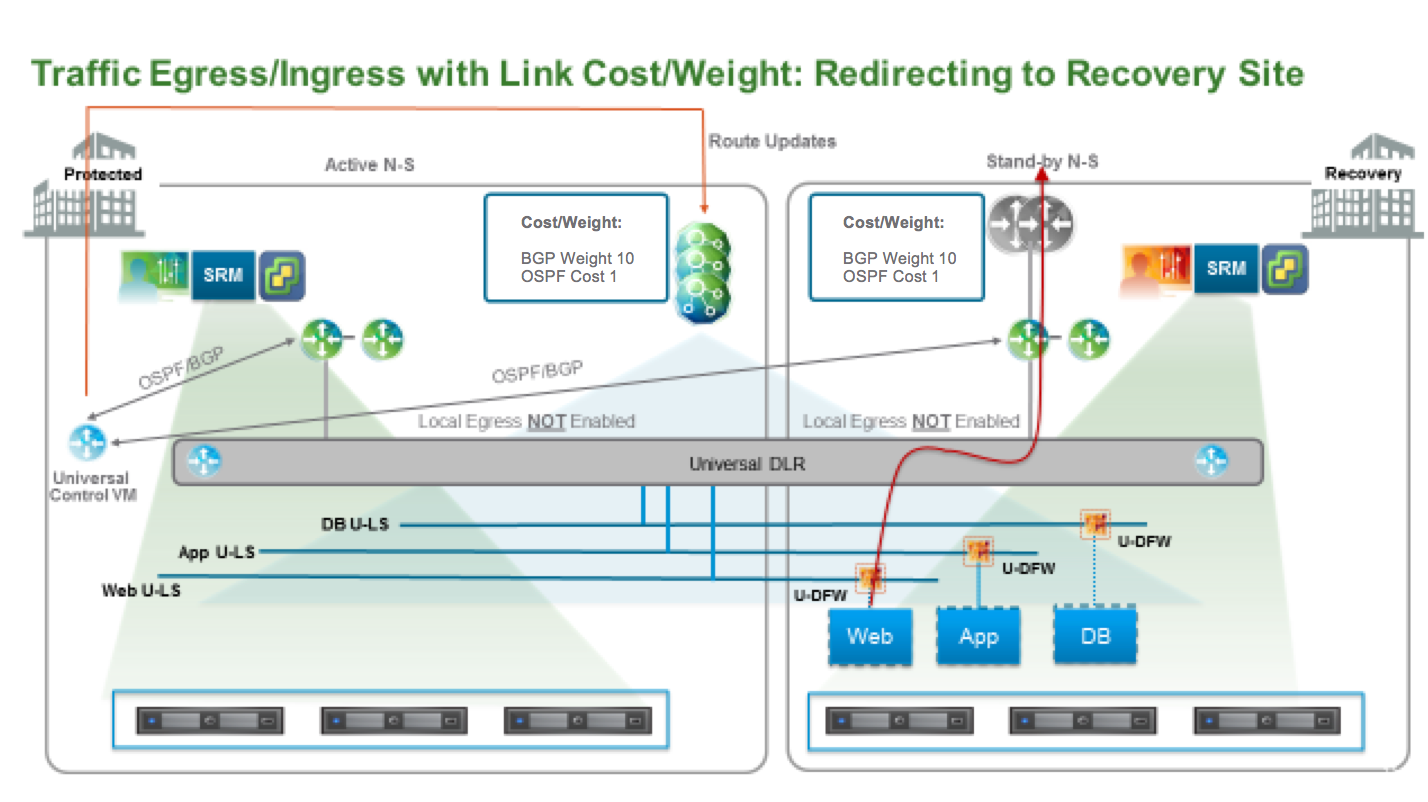 Traffic Egress/Ingress with Link Cost/Weight: Redirecting to Recovery Site
Route Updates
Protected
Active N-S
Stand-by N-S
Recovery
Cost/Weight:
BGP Weight 10
OSPF Cost 1
Cost/Weight:
BGP Weight 10
OSPF Cost 1
SRM
SRM
OSPF/BGP
OSPF/BGP
Local Egress NOT Enabled
Local Egress NOT Enabled
Universal
Control VM
Universal DLR
DB U-LS
U-DFW
App U-LS
U-DFW
Web U-LS
U-DFW
Web
App
DB